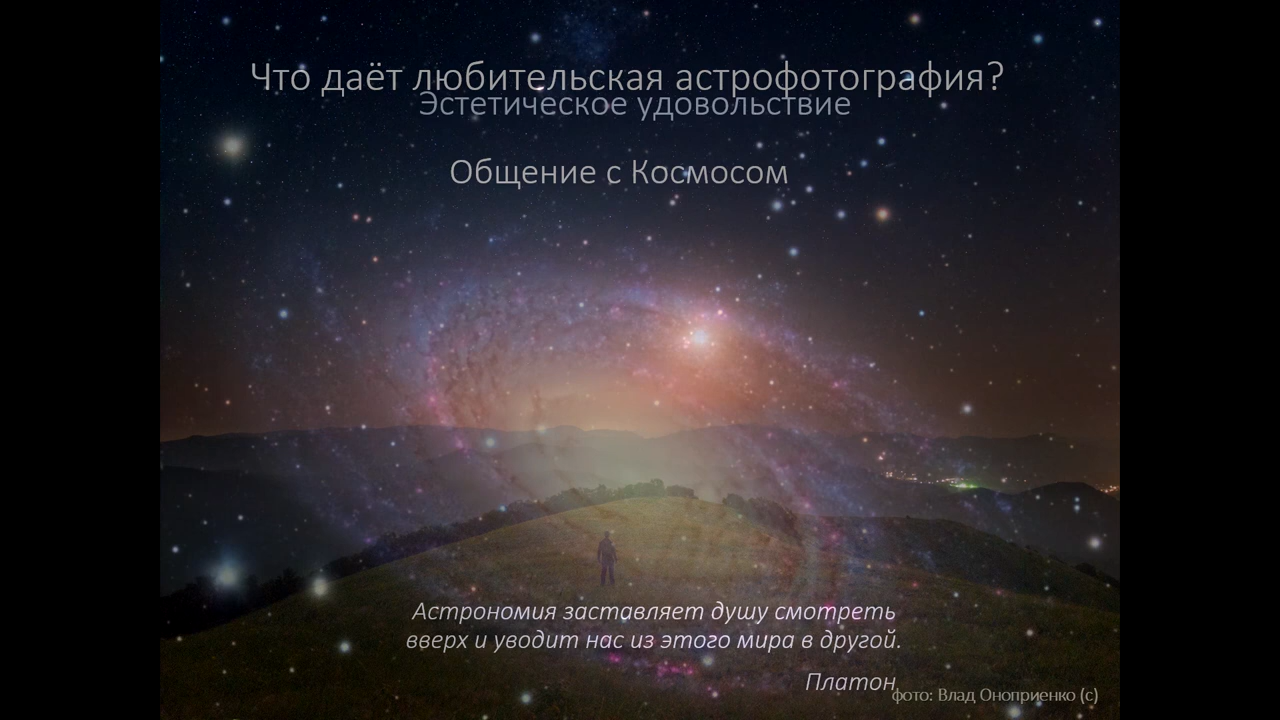 Что даёт любительская астрофотография?
Эстетическое удовольствие
Общение с Космосом
Астрономия заставляет душу смотреть
вверх и уводит нас из этого мира в другой.
Платон
фото: Влад Оноприенко (c)